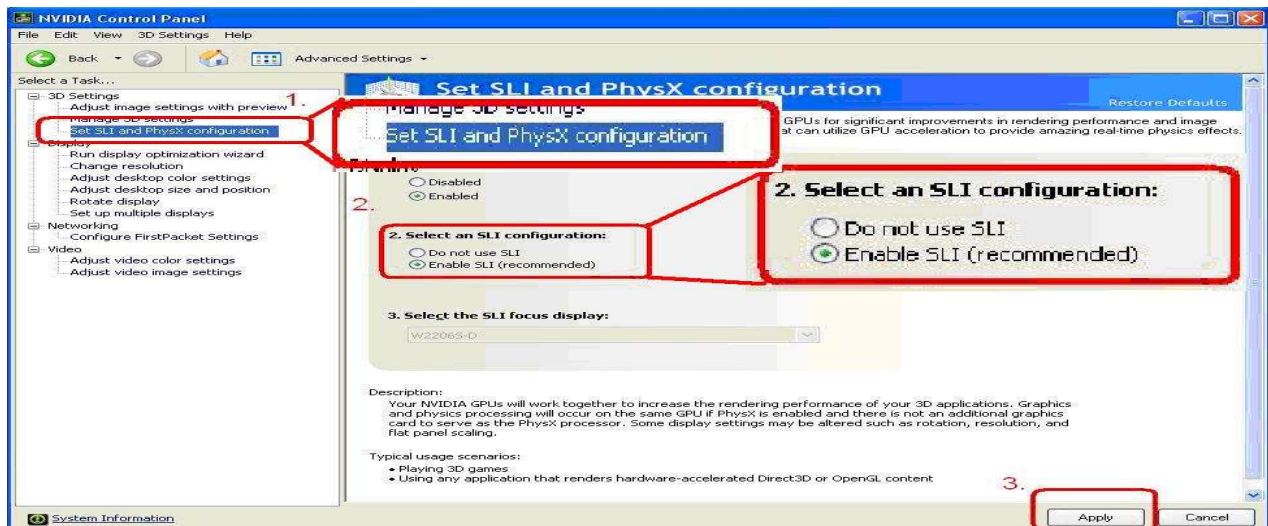 NVIDIA Control Panel
File Edit View 3D Settings Help
Back Advanced Settings
Select a Task...
3D Settings
Adjust image settings with preview
Manage 3D settings
Set SLI and PhysX configuration
Display
Run display optimization wizard
Change resolution
Adjust desktop color settings
Adjust desktop size and position
Rotate display
Set up multiple displays
Networking
Configure FirstPacket Settings
Video
Adjust video color settings
Adjust video image settings
System Information
1.
Set SLI and PhysX configuration
Restore Defaults
Manage 3D settings
Set SLI and PhysX configuration
GPUs for significant improvements in rendering performance and image
at can utilize GPU acceleration to provide amazing real-time physics effects.
Disabled
Enabled
2.
2. Select an SLI configuration:
Do not use SLI
Enable SLI (recommended)
2. Select an SLI configuration:
Do not use SLI
Enable SLI (recommended)
3. Select the SLI focus display:
W2206S-D
Description:
Your NVIDIA GPUs will work together to increase the rendering performance of your 3D applications. Graphics
and physics processing will occur on the same GPU if PhysX is enabled and there is not an additional graphics
card to serve as the PhysX processor. Some display settings may be altered such as rotation, resolution, and
flat panel scaling.
Typical usage scenarios:
• Playing 3D games
• Using any application that renders hardware-accelerated Direct3D or OpenGL content
3.
Apply Cancel